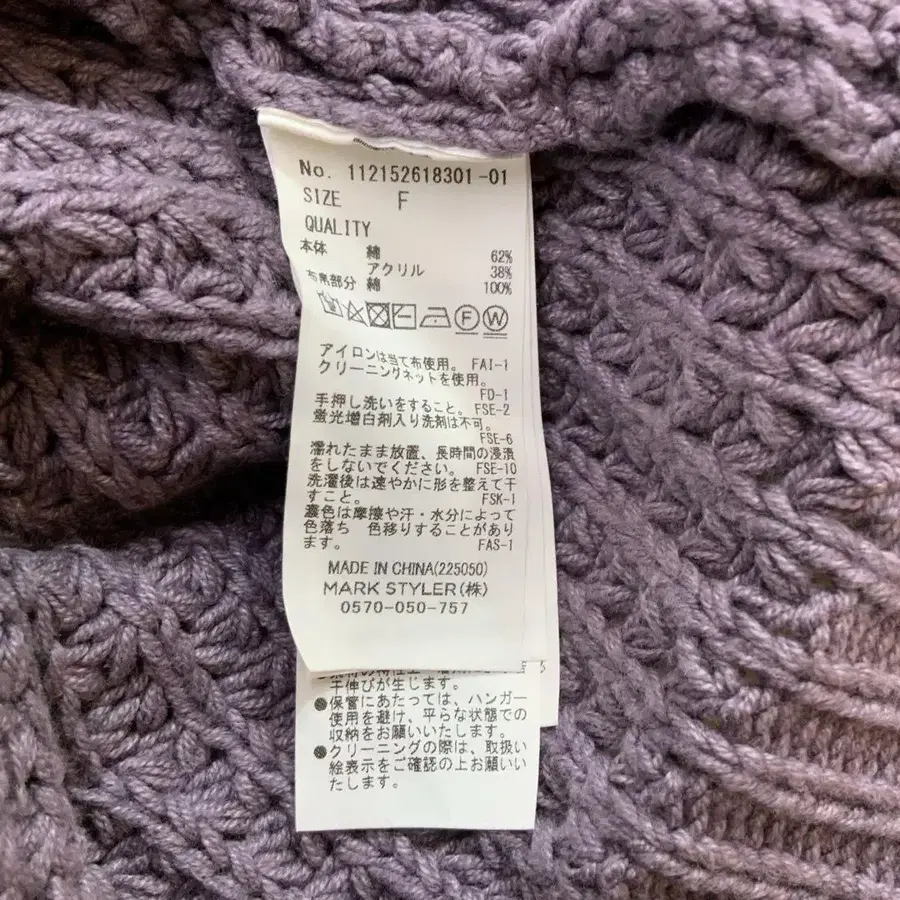 No. 112152618301-01
SIZE F
QUALITY
本体 綿 62%
アクリル 38%
布帛部分 綿 100%
F W
アイロンは当て布使用。 FAI-1
クリーニングネットを使用。
FD-1
手押し洗いをすること。 FSE-2
蛍光増白剤入り洗剤は不可。
FSE-6
濡れたまま放置、長時間の浸漬
をしないでください。 FSE-10
洗濯後は速やかに形を整えて干
すこと。 FSK-1
濃色は摩擦や汗・水分によって
色落ち 色移りすることがあり
ます。 FAS-1
MADE IN CHINA(225050)
MARK STYLER(株)
0570-050-757
干伸びが生じます。
●保管にあたっては、ハンガー
使用を避け、平らな状態での
収納をお願いいたします。
●クリーニングの際は、取扱い
絵表示をご確認の上お願いい
たします。